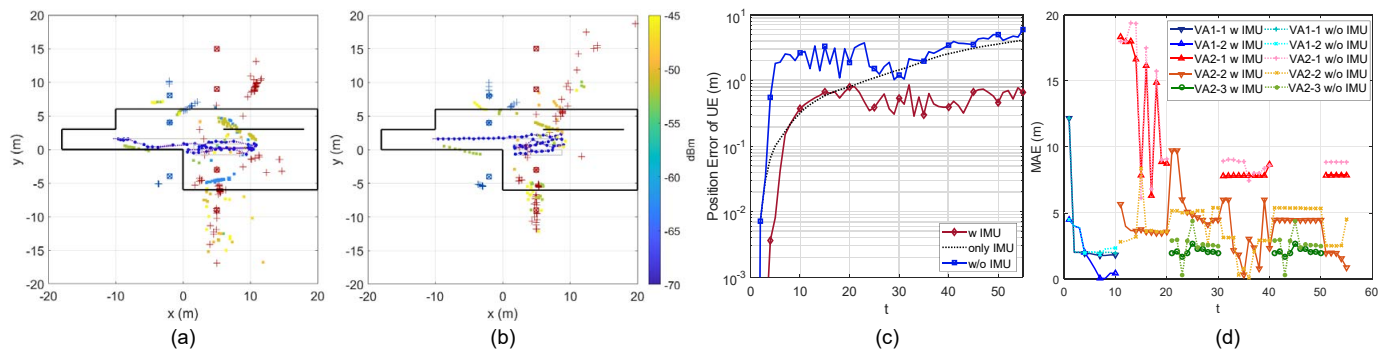 20
15
10
5
0
-5
-10
-15
-20
y (m)
-20
-10
0
10
20
x (m)
(a)
20
15
10
5
0
-5
-10
-15
-20
y (m)
-20
-10
0
10
20
x (m)
(b)
-45
-50
-55
-60
-65
-70
dBm
10^1
10^0
10^-1
10^-2
10^-3
Position Error of UE (m)
0
10
20
30
40
50
t
w IMU
only IMU
w/o IMU
(c)
20
15
10
5
0
MAE (m)
0
10
20
30
40
50
60
t
VA1-1 w IMU
VA1-2 w IMU
VA2-1 w IMU
VA2-2 w IMU
VA2-3 w IMU
VA1-1 w/o IMU
VA1-2 w/o IMU
VA2-1 w/o IMU
VA2-2 w/o IMU
VA2-3 w/o IMU
(d)